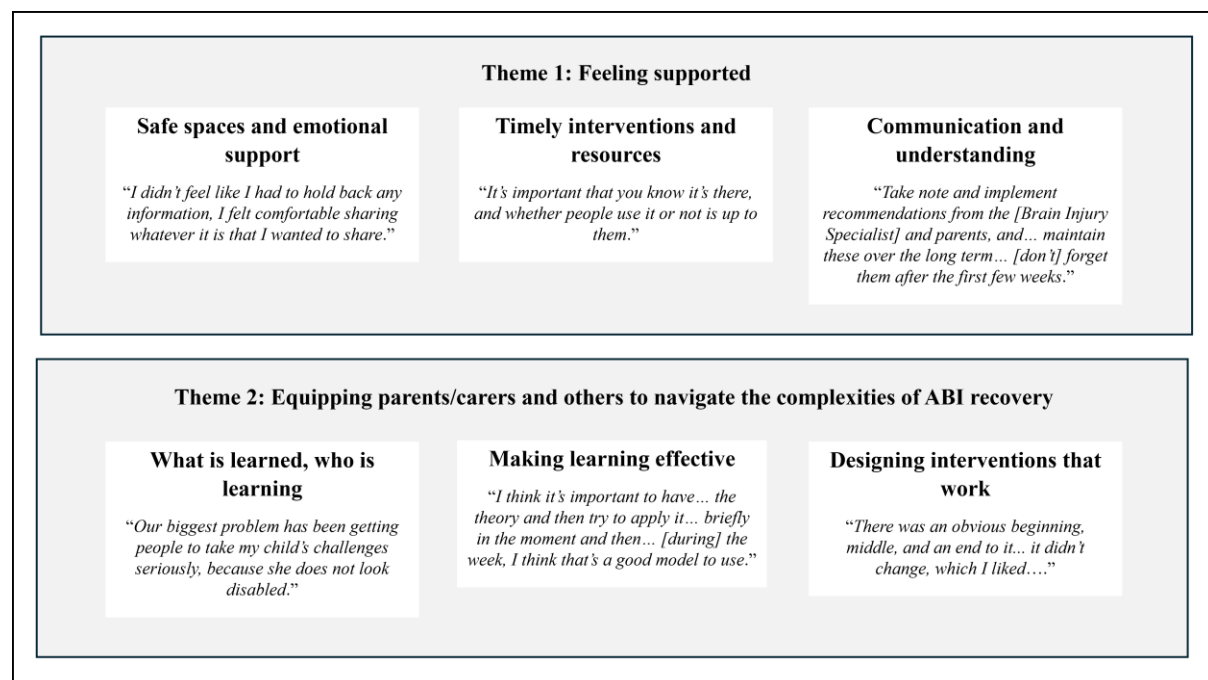 Theme 1: Feeling supported
Safe spaces and emotional
support
“I didn’t feel like I had to hold back any
information, I felt comfortable sharing
whatever it is that I wanted to share.”
Timely interventions and
resources
“It’s important that you know it’s there,
and whether people use it or not is up to
them.”
Communication and
understanding
“Take note and implement
recommendations from the [Brain Injury
Specialist] and parents, and… maintain
these over the long term… [don’t] forget
them after the first few weeks.”
Theme 2: Equipping parents/carers and others to navigate the complexities of ABI recovery
What is learned, who is
learning
“Our biggest problem has been getting
people to take my child’s challenges
seriously, because she does not look
disabled.”
Making learning effective
“I think it’s important to have… the
theory and then try to apply it… briefly
in the moment and then… [during] the
week, I think that’s a good model to use.”
Designing interventions that
work
“There was an obvious beginning,
middle, and an end to it... it didn’t
change, which I liked….”